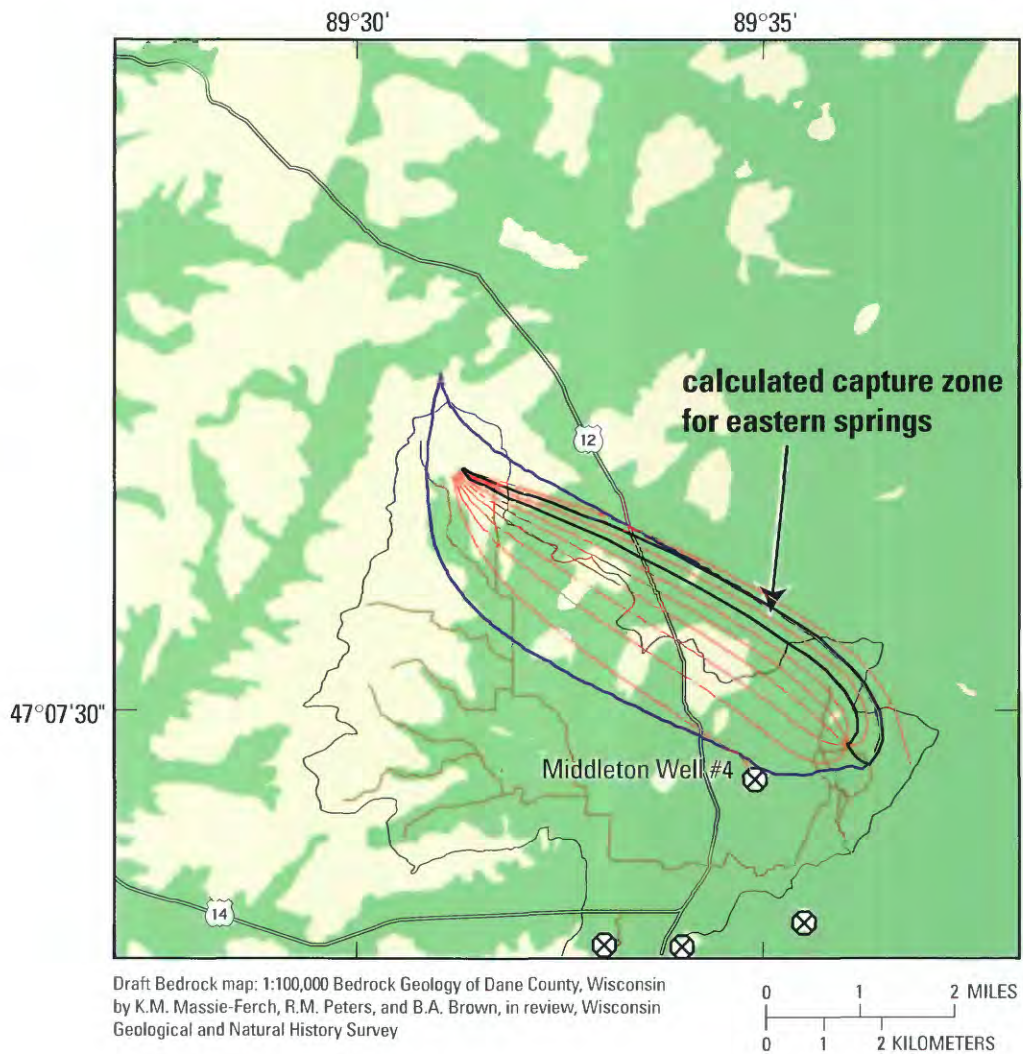 89°30' 89°35'
calculated capture zone
for eastern springs
12
47°07'30"
Middleton Well #4
14
Draft Bedrock map: 1:100,000 Bedrock Geology of Dane County, Wisconsin
by K.M. Massie-Ferch, R.M. Peters, and B.A. Brown, in review, Wisconsin
Geological and Natural History Survey
0 1 2 MILES
0 1 2 KILOMETERS